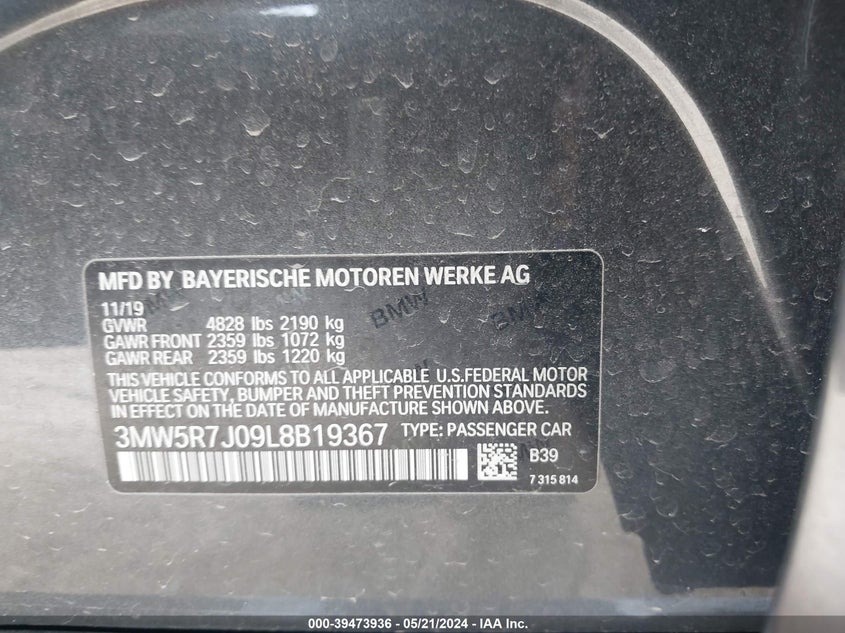 MFD BY BAYERISCHE MOTOREN WERKE AG
11/19
GVWR 4828 lbs 2190 kg
GAWR FRONT 2359 lbs 1072 kg
GAWR REAR 2359 lbs 1220 kg
THIS VEHICLE CONFORMS TO ALL APPLICABLE U.S.FEDERAL MOTOR
VEHICLE SAFETY, BUMPER AND THEFT PREVENTION STANDARDS
IN EFFECT ON THE DATE OF MANUFACTURE SHOWN ABOVE.
3MW5R7J09L8B19367 TYPE: PASSENGER CAR
B39
7 315 814
BMW
BMW
000-39473936 - 05/21/2024 - IAA Inc.